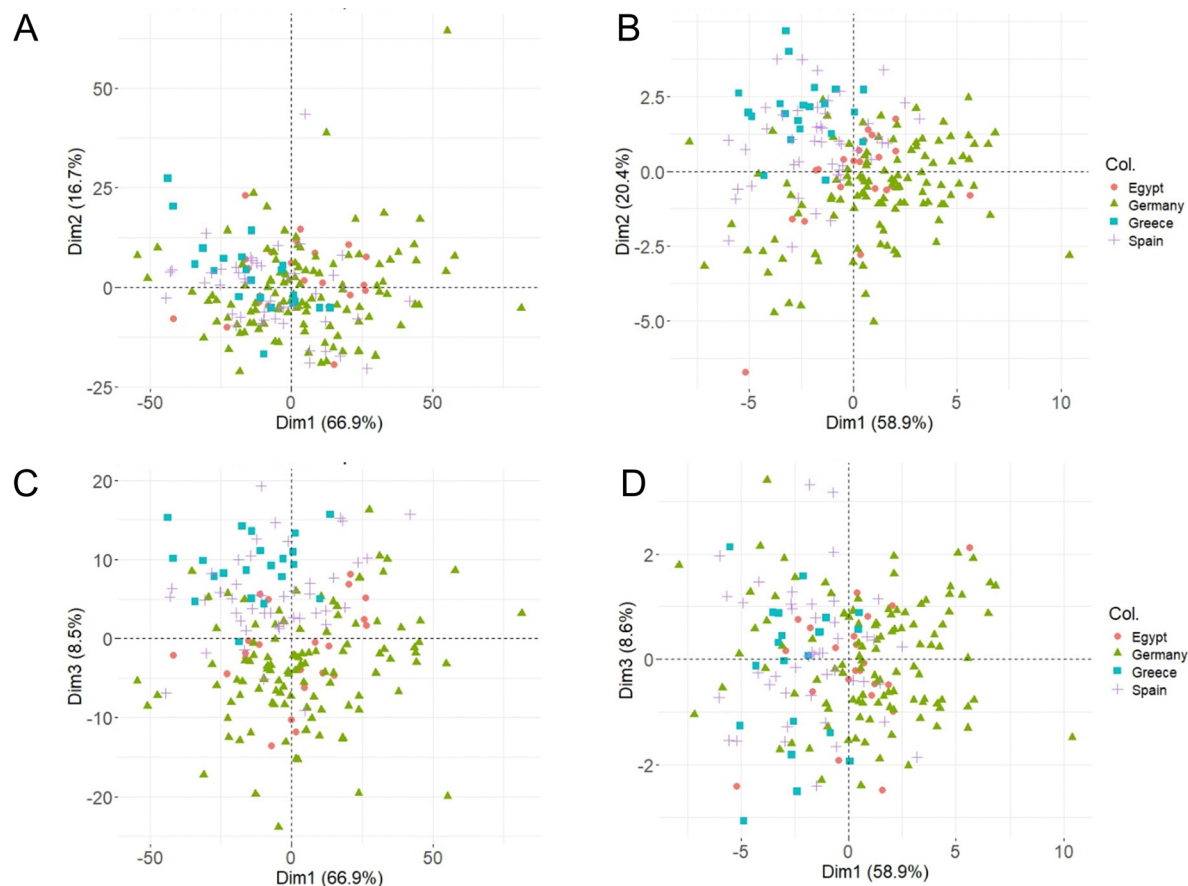 A
50
25
0
-25
Dim2 (16.7%)
-50
0
50
Dim1 (66.9%)
B
2.5
0.0
-2.5
-5.0
Dim2 (20.4%)
-5
0
5
10
Dim1 (58.9%)
Col.
Egypt
Germany
Greece
Spain
C
20
10
0
-10
-20
Dim3 (8.5%)
-50
0
50
Dim1 (66.9%)
D
2
0
-2
Dim3 (8.6%)
-5
0
5
10
Dim1 (58.9%)
Col.
Egypt
Germany
Greece
Spain